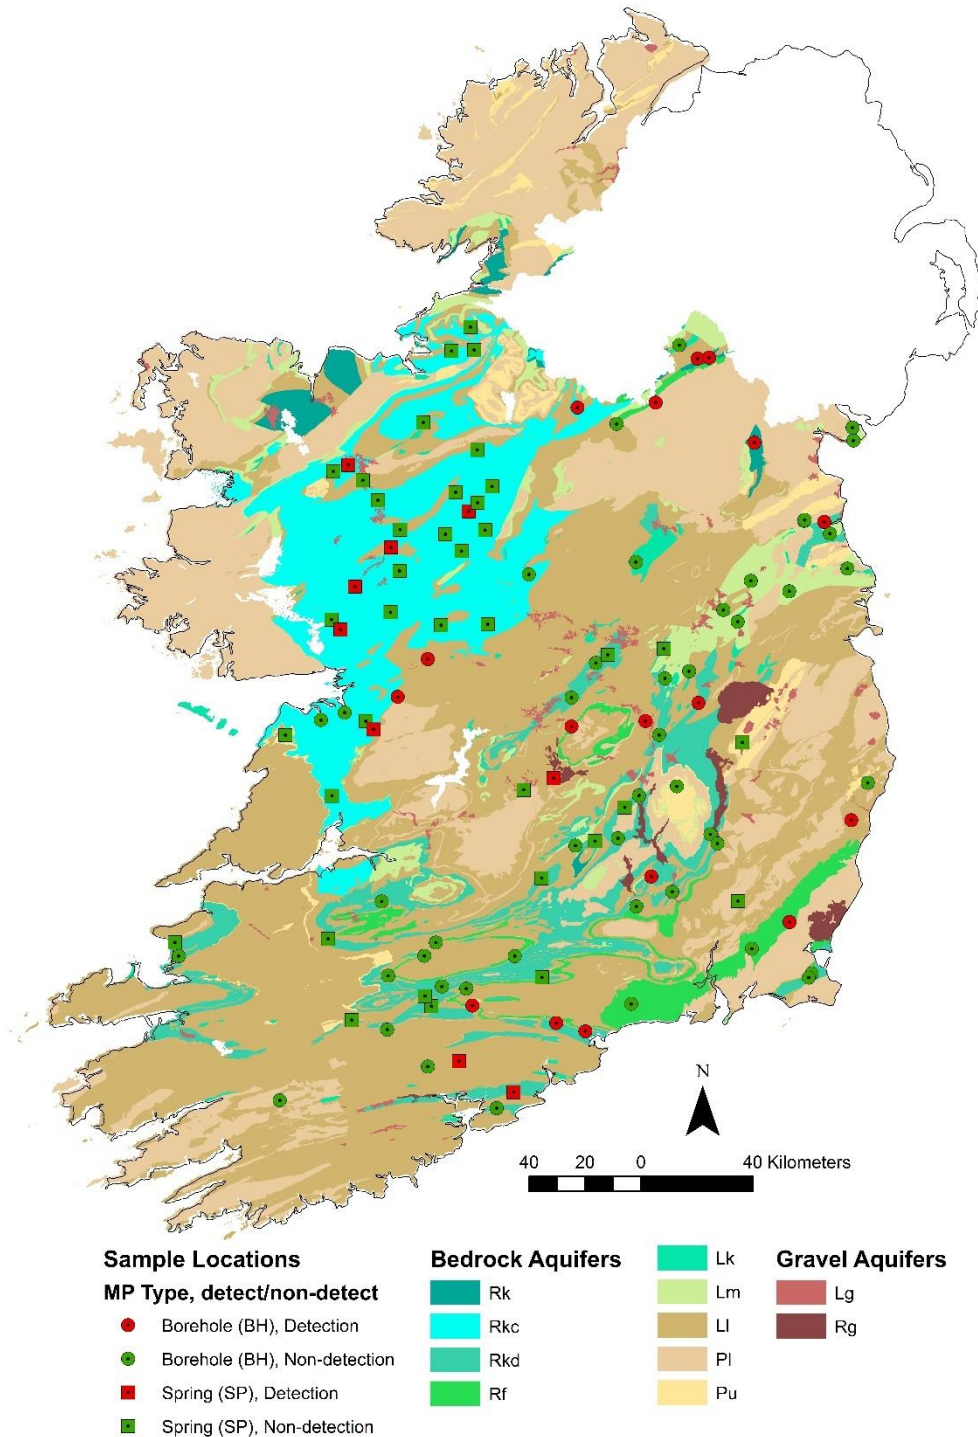 N
40 20 0 40 Kilometers
Sample Locations
MP Type, detect/non-detect
Borehole (BH), Detection
Borehole (BH), Non-detection
Spring (SP), Detection
Spring (SP), Non-detection
Bedrock Aquifers
Rk
Rkc
Rkd
Rf
Lk
Lm
Ll
Pl
Pu
Gravel Aquifers
Lg
Rg